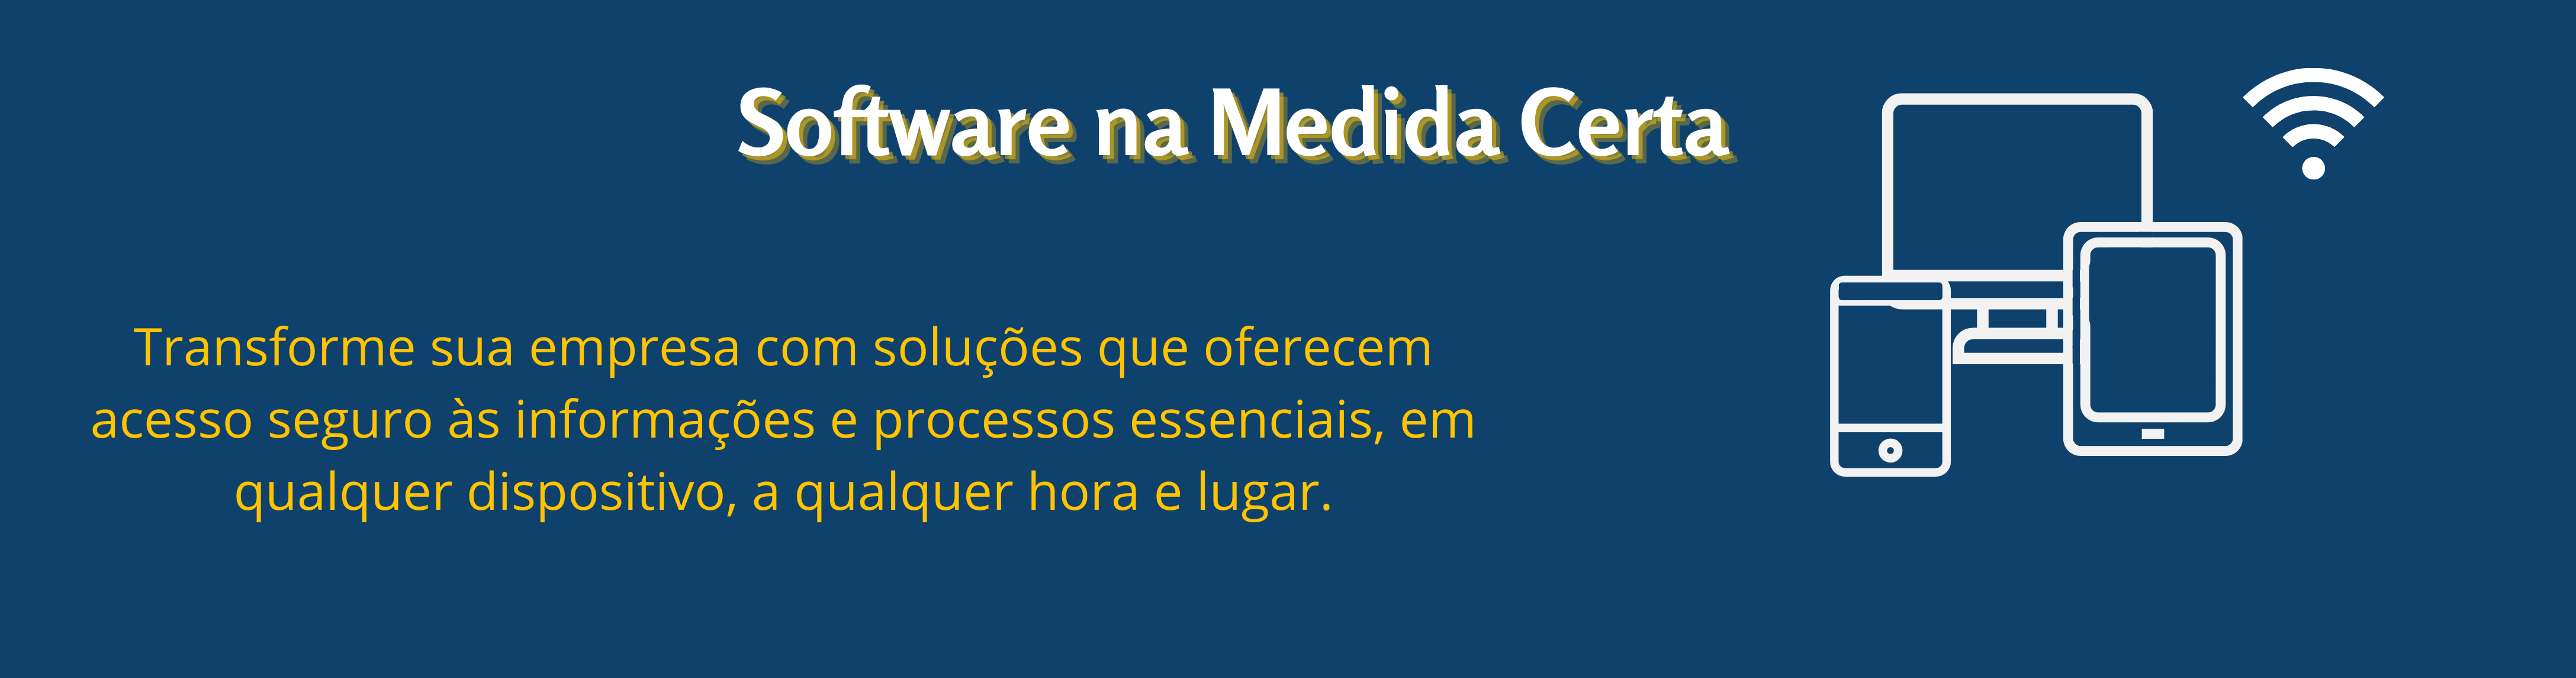 Software na Medida Certa
Transforme sua empresa com soluções que oferecem
acesso seguro às informações e processos essenciais, em
qualquer dispositivo, a qualquer hora e lugar.